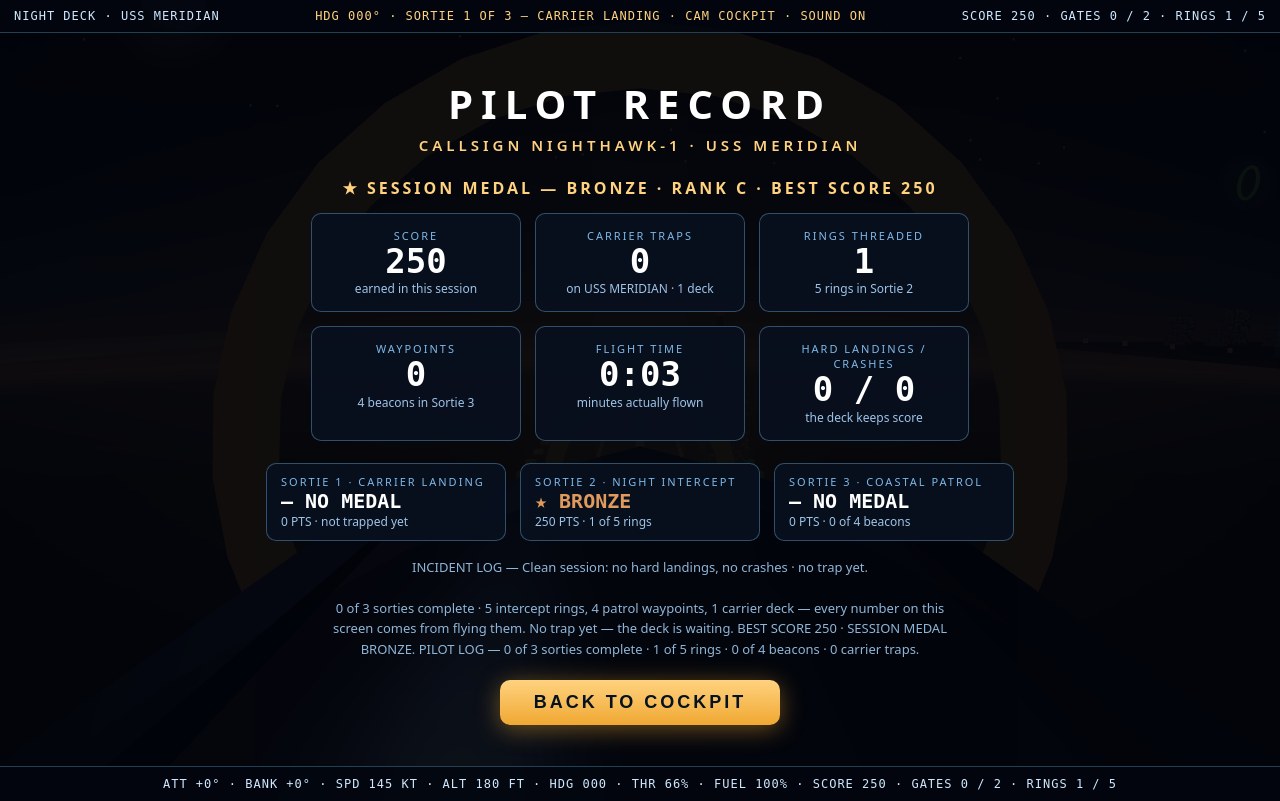 NIGHT DECK · USS MERIDIAN
HDG 000° · SORTIE 1 OF 3 — CARRIER LANDING · CAM COCKPIT · SOUND ON
SCORE 250 · GATES 0 / 2 · RINGS 1 / 5
PILOT RECORD
CALLSIGN NIGHTHAWK-1 · USS MERIDIAN
★ SESSION MEDAL — BRONZE · RANK C · BEST SCORE 250
SCORE
250
earned in this session
CARRIER TRAPS
0
on USS MERIDIAN · 1 deck
RINGS THREADED
1
5 rings in Sortie 2
WAYPOINTS
0
4 beacons in Sortie 3
FLIGHT TIME
0:03
minutes actually flown
HARD LANDINGS /
CRASHES
0 / 0
the deck keeps score
SORTIE 1 · CARRIER LANDING
— NO MEDAL
0 PTS · not trapped yet
SORTIE 2 · NIGHT INTERCEPT
★ BRONZE
250 PTS · 1 of 5 rings
SORTIE 3 · COASTAL PATROL
— NO MEDAL
0 PTS · 0 of 4 beacons
INCIDENT LOG — Clean session: no hard landings, no crashes · no trap yet.
0 of 3 sorties complete · 5 intercept rings, 4 patrol waypoints, 1 carrier deck — every number on this
screen comes from flying them. No trap yet — the deck is waiting. BEST SCORE 250 · SESSION MEDAL
BRONZE. PILOT LOG — 0 of 3 sorties complete · 1 of 5 rings · 0 of 4 beacons · 0 carrier traps.
BACK TO COCKPIT
ATT +0° · BANK +0° · SPD 145 KT · ALT 180 FT · HDG 000 · THR 66% · FUEL 100% · SCORE 250 · GATES 0 / 2 · RINGS 1 / 5